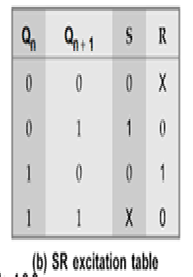 Qn Qn+1 S R
0 0 0 X
0 1 1 0
1 0 0 1
1 1 X 0
(b) SR excitation table